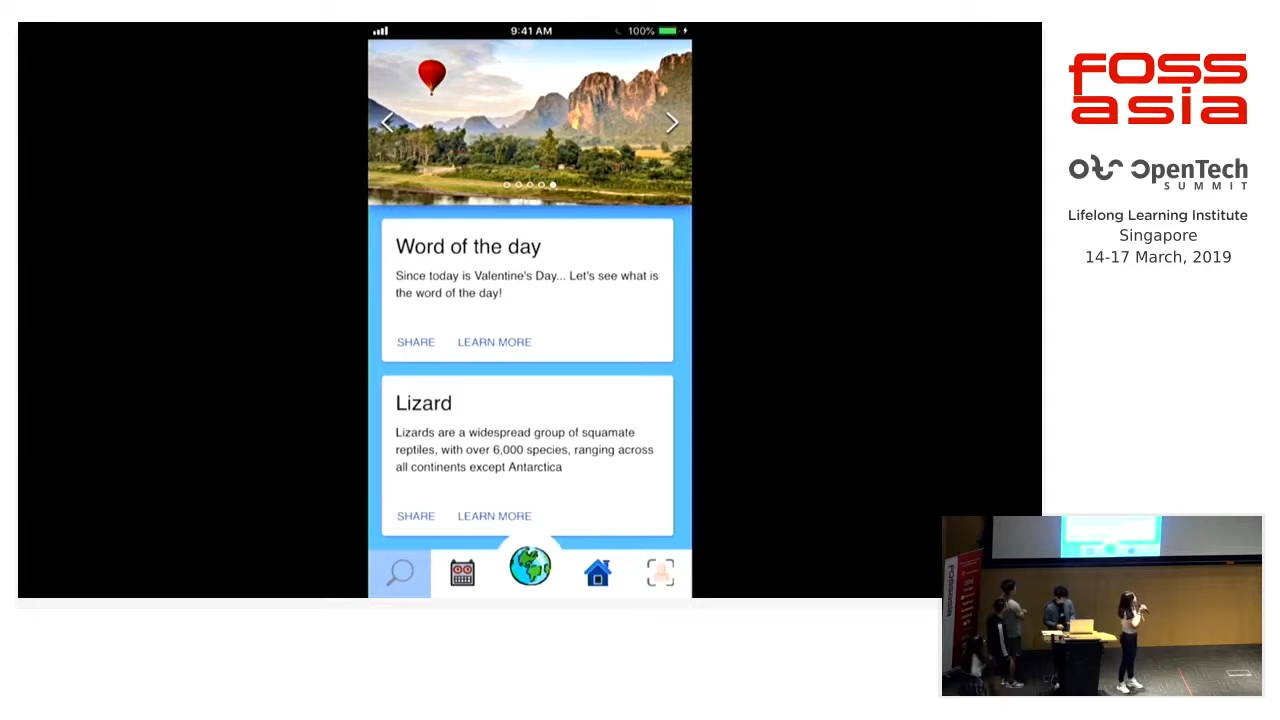 9:41 AM
100%
Word of the day
Since today is Valentine's Day... Let's see what is
the word of the day!
SHARE LEARN MORE
Lizard
Lizards are a widespread group of squamate
reptiles, with over 6,000 species, ranging across
all continents except Antarctica
SHARE LEARN MORE
FOSS
asia
ots OpenTech
SUMMIT
Lifelong Learning Institute
Singapore
14-17 March, 2019